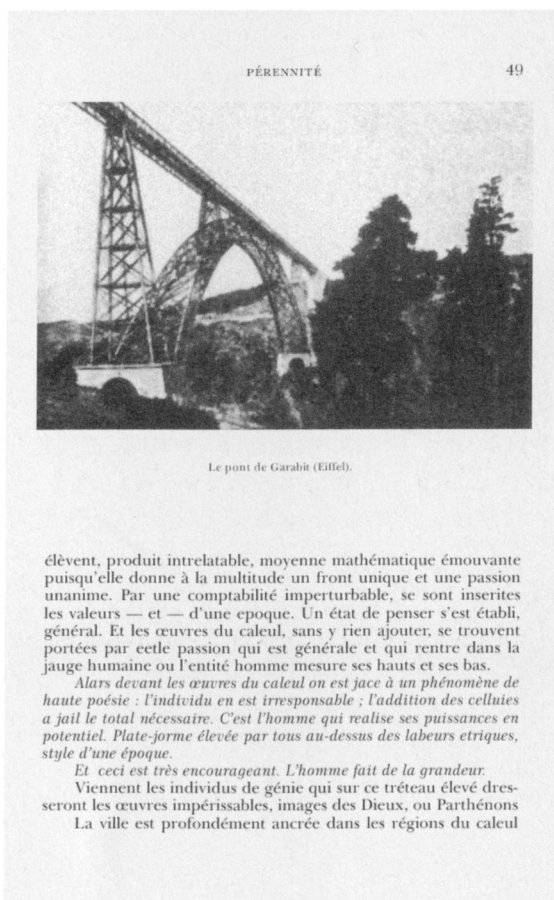 PÉRENNITÉ 49
Le pont de Garabit (Eiffel).
élèvent, produit intrelatable, moyenne mathématique émouvante
puisqu'elle donne à la multitude un front unique et une passion
unanime. Par une comptabilité imperturbable, se sont inserites
les valeurs — et — d'une epoque. Un état de penser s'est établi,
général. Et les œuvres du caleul, sans y rien ajouter, se trouvent
portées par eetle passion qui est générale et qui rentre dans la
jauge humaine ou l'entité homme mesure ses hauts et ses bas.
Alars devant les œuvres du caleul on est jace à un phénomène de
haute poésie : l'individu en est irresponsable ; l'addition des celluies
a jail le total nécessaire. C'est l'homme qui realise ses puissances en
potentiel. Plate-jorme élevée par tous au-dessus des labeurs etriques,
style d'une époque.
Et ceci est très encourageant. L'homme fait de la grandeur.
Viennent les individus de génie qui sur ce tréteau élevé dres-
seront les œuvres impérissables, images des Dieux, ou Parthénons
La ville est profondément ancrée dans les régions du caleul